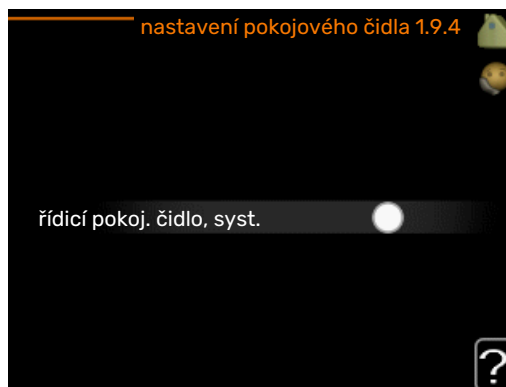 nastavení pokojového čidla 1.9.4
řídicí pokoj. čidlo, syst.
?